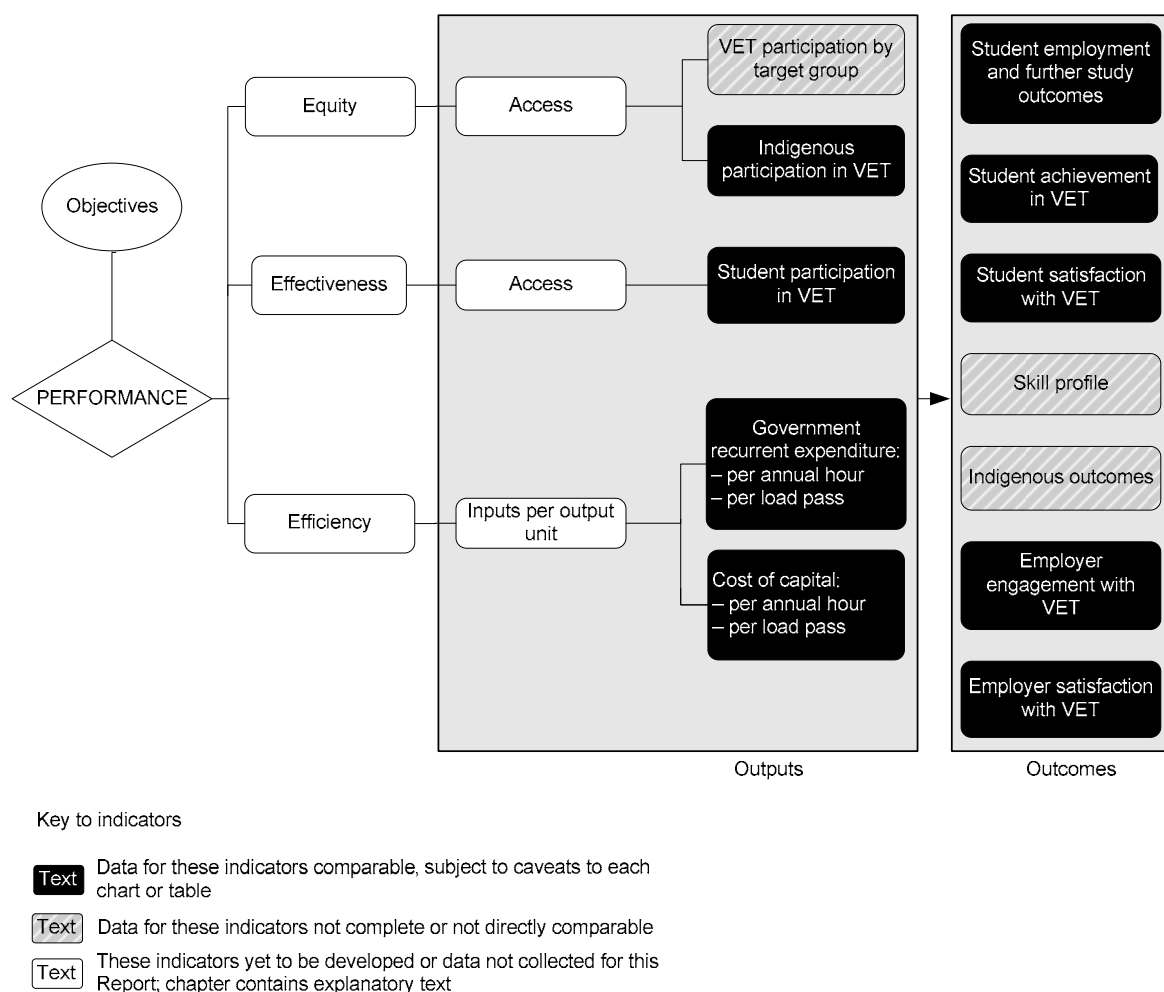 Objectives
PERFORMANCE
Equity
Access
VET participation by
target group
Indigenous
participation in VET
Effectiveness
Access
Student participation
in VET
Efficiency
Inputs per output
unit
Government
recurrent expenditure:
– per annual hour
– per load pass
Cost of capital:
– per annual hour
– per load pass
Outputs
Student employment
and further study
outcomes
Student achievement
in VET
Student satisfaction
with VET
Skill profile
Indigenous outcomes
Employer
engagement with
VET
Employer satisfaction
with VET
Outcomes
Key to indicators
Text
Data for these indicators comparable, subject to caveats to each
chart or table
Text
Data for these indicators not complete or not directly comparable
Text
These indicators yet to be developed or data not collected for this
Report; chapter contains explanatory text